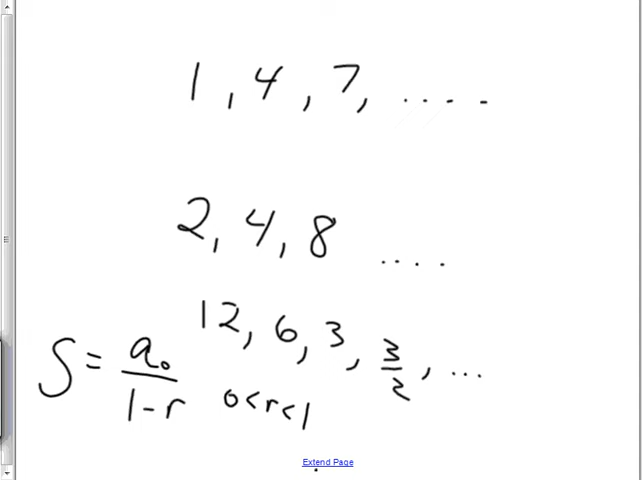 1, 4, 7, ....
2, 4, 8 ....
12, 6, 3, 3/2, ...
S = a₀/(1-r) 0<r<1
Extend Page